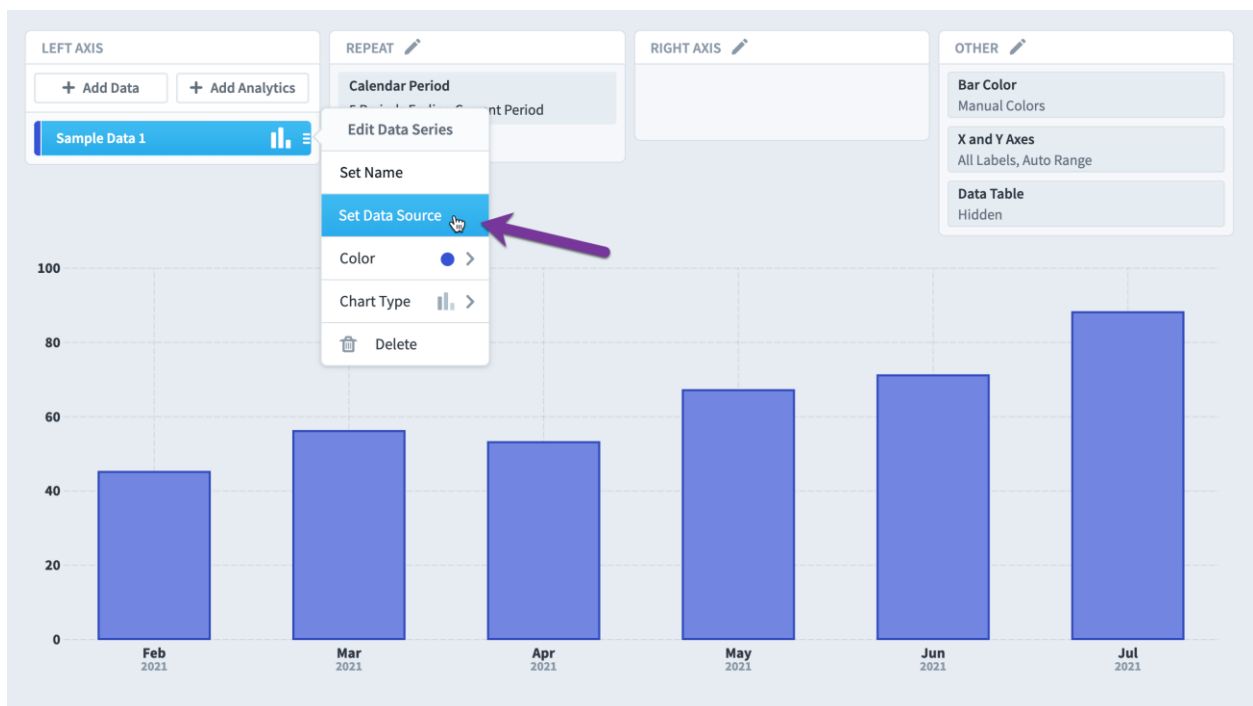 LEFT AXIS
+ Add Data
+ Add Analytics
Sample Data 1
REPEAT
Calendar Period
nt Period
RIGHT AXIS
OTHER
Bar Color
Manual Colors
X and Y Axes
All Labels, Auto Range
Data Table
Hidden
Edit Data Series
Set Name
Set Data Source
Color
Chart Type
Delete
100
80
60
40
20
0
Feb
2021
Mar
2021
Apr
2021
May
2021
Jun
2021
Jul
2021